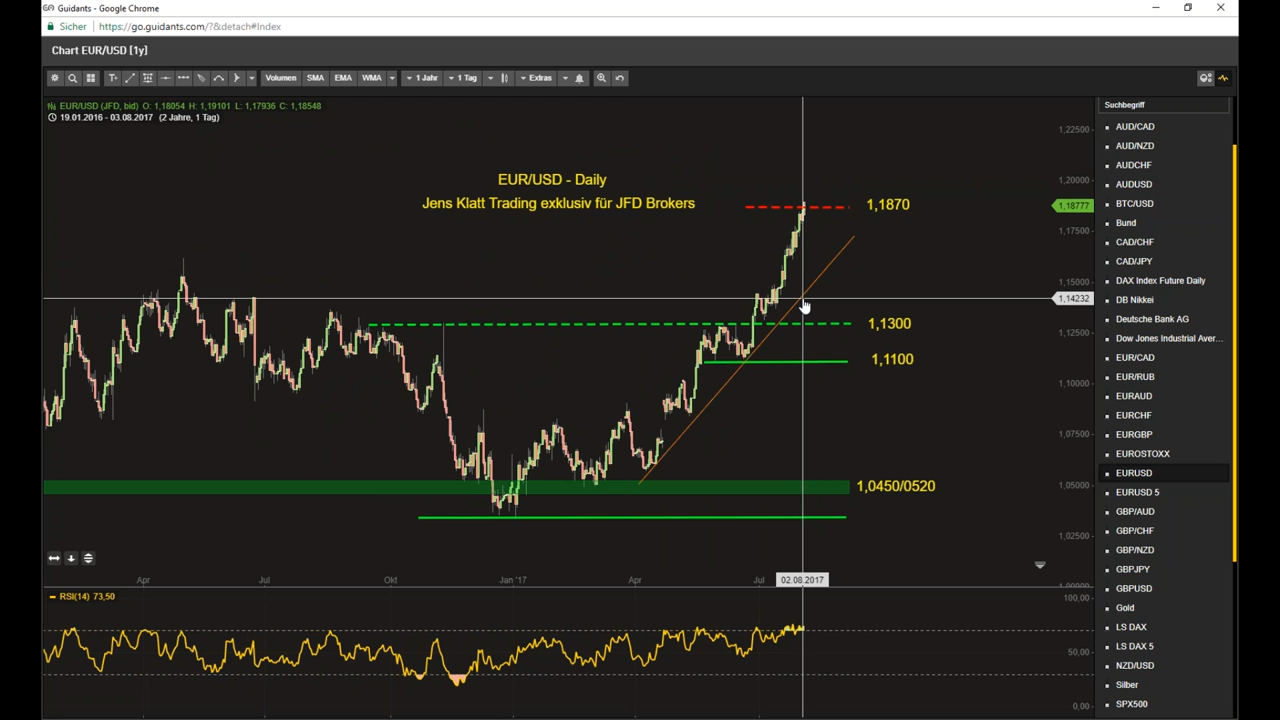 Guidants - Google Chrome
Sicher https://go.guidants.com/?&detach#Index
Chart EUR/USD [1y]
T+ Volumen SMA EMA WMA 1 Jahr 1 Tag Extras
EUR/USD (JFD, bid) O: 1,18054 H: 1,19101 L: 1,17936 C: 1,18548
19.01.2016 - 03.08.2017 (2 Jahre, 1 Tag)
EUR/USD - Daily
Jens Klatt Trading exklusiv für JFD Brokers
1,1870
1,1300
1,1100
1,0450/0520
1,22500
1,20000
1,18777
1,17500
1,15000
1,14232
1,12500
1,10000
1,07500
1,05000
1,02500
1,00000
Apr Jul Okt Jan '17 Apr Jul 02.08.2017
RSI(14) 73,50
100,00
50,00
0,00
Suchbegriff
AUD/CAD
AUD/NZD
AUDCHF
AUDUSD
BTC/USD
Bund
CAD/CHF
CAD/JPY
DAX Index Future Daily
DB Nikkei
Deutsche Bank AG
Dow Jones Industrial Aver...
EUR/CAD
EUR/RUB
EURAUD
EURCHF
EURGBP
EUROSTOXX
EURUSD
EURUSD 5
GBP/AUD
GBP/CHF
GBP/NZD
GBPJPY
GBPUSD
Gold
LS DAX
LS DAX 5
NZD/USD
Silber
SPX500